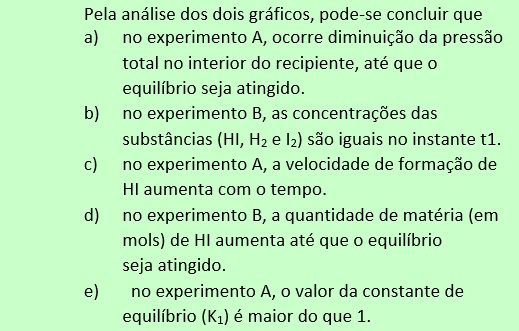 Pela análise dos dois gráficos, pode-se concluir que
a) no experimento A, ocorre diminuição da pressão
total no interior do recipiente, até que o
equilíbrio seja atingido.
b) no experimento B, as concentrações das
substâncias (HI, H₂ e I₂) são iguais no instante t1.
c) no experimento A, a velocidade de formação de
HI aumenta com o tempo.
d) no experimento B, a quantidade de matéria (em
mols) de HI aumenta até que o equilíbrio
seja atingido.
e) no experimento A, o valor da constante de
equilíbrio (K₁) é maior do que 1.